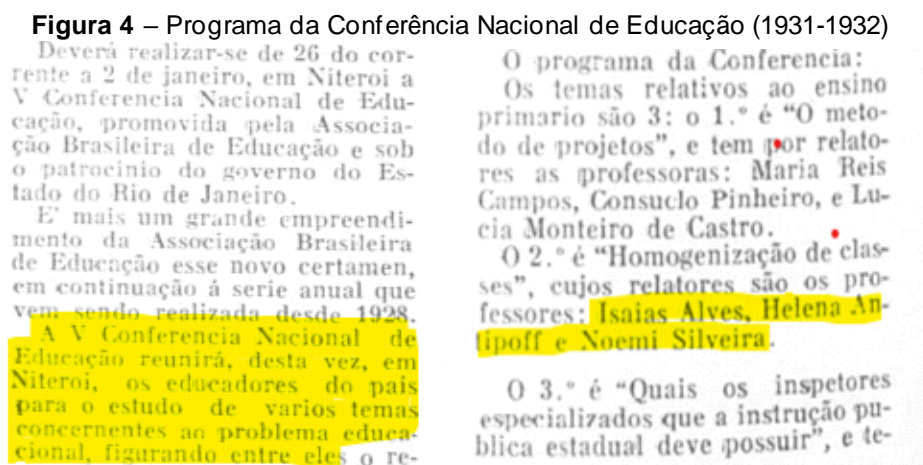 Figura 4 – Programa da Conferência Nacional de Educação (1931-1932)
Deverá realizar-se de 26 do cor-
rente a 2 de janeiro, em Niteroi a
V Conferencia Nacional de Edu-
cação, promovida pela Associa-
ção Brasileira de Educação e sob
o patrocinio do governo do Es-
tado do Rio de Janeiro.
E' mais um grande empreendi-
mento da Associação Brasileira
de Educação esse novo certamen,
em continuação á serie anual que
vem sendo realizada desde 1928.
A V Conferencia Nacional de
Educação reunirá, desta vez, em
Niteroi, os educadores do país
para o estudo de varios temas
concernentes ao problema educa-
cional, figurando entre eles o re-
O programa da Conferencia:
Os temas relativos ao ensino
primario são 3: o 1.° é “O meto-
do de projetos”, e tem por relato-
res as professoras: Maria Reis
Campos, Consuelo Pinheiro, e Lu-
cia Monteiro de Castro.
O 2.° é “Homogenização de clas-
ses”, cujos relatores são os pro-
fessores: Isaias Alves, Helena An-
tipoff e Noemi Silveira.
O 3.° é “Quais os inspetores
especializados que a instrução pu-
blica estadual deve possuir”, e te-